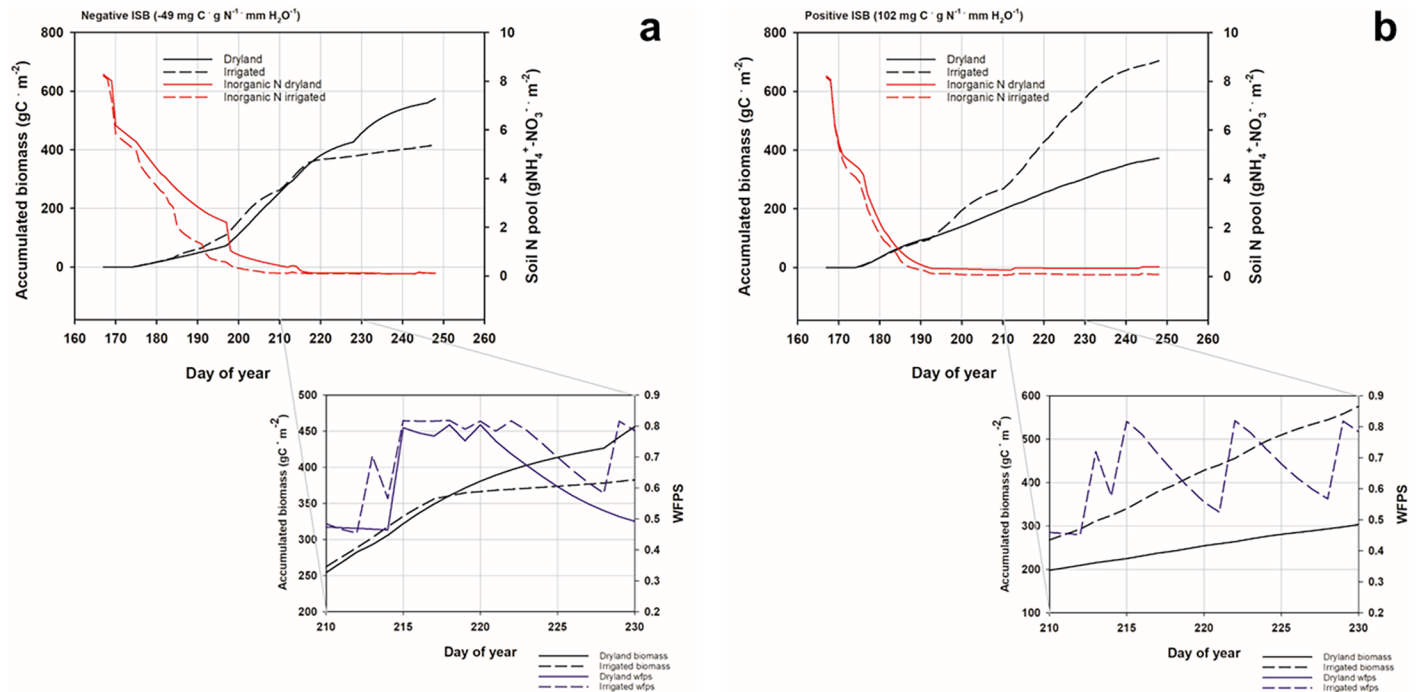 Negative ISB (-49 mg C · g N⁻¹ · mm H₂O⁻¹)
a
800
600
400
200
0
Accumulated biomass (gC · m⁻²)
Dryland
Irrigated
Inorganic N dryland
Inorganic N irrigated
10
8
6
4
2
0
Soil N pool (gNH₄⁺-NO₃⁻ · m⁻²)
160 170 180 190 200 210 220 230 240 250 260
Day of year
500
450
400
350
300
250
200
Accumulated biomass (gC · m⁻²)
0.9
0.8
0.7
0.6
0.5
0.4
0.3
0.2
WFPS
210 215 220 225 230
Day of year
Dryland biomass
Irrigated biomass
Dryland wfps
Irrigated wfps
Positive ISB (102 mg C · g N⁻¹ · mm H₂O⁻¹)
b
800
600
400
200
0
Accumulated biomass (gC · m⁻²)
Dryland
Irrigated
Inorganic N dryland
Inorganic N irrigated
10
8
6
4
2
0
Soil N pool (gNH₄⁺-NO₃⁻ · m⁻²)
160 170 180 190 200 210 220 230 240 250 260
Day of year
600
500
400
300
200
100
Accumulated biomass (gC · m⁻²)
0.9
0.8
0.7
0.6
0.5
0.4
0.3
0.2
WFPS
210 215 220 225 230
Day of year
Dryland biomass
Irrigated biomass
Dryland wfps
Irrigated wfps